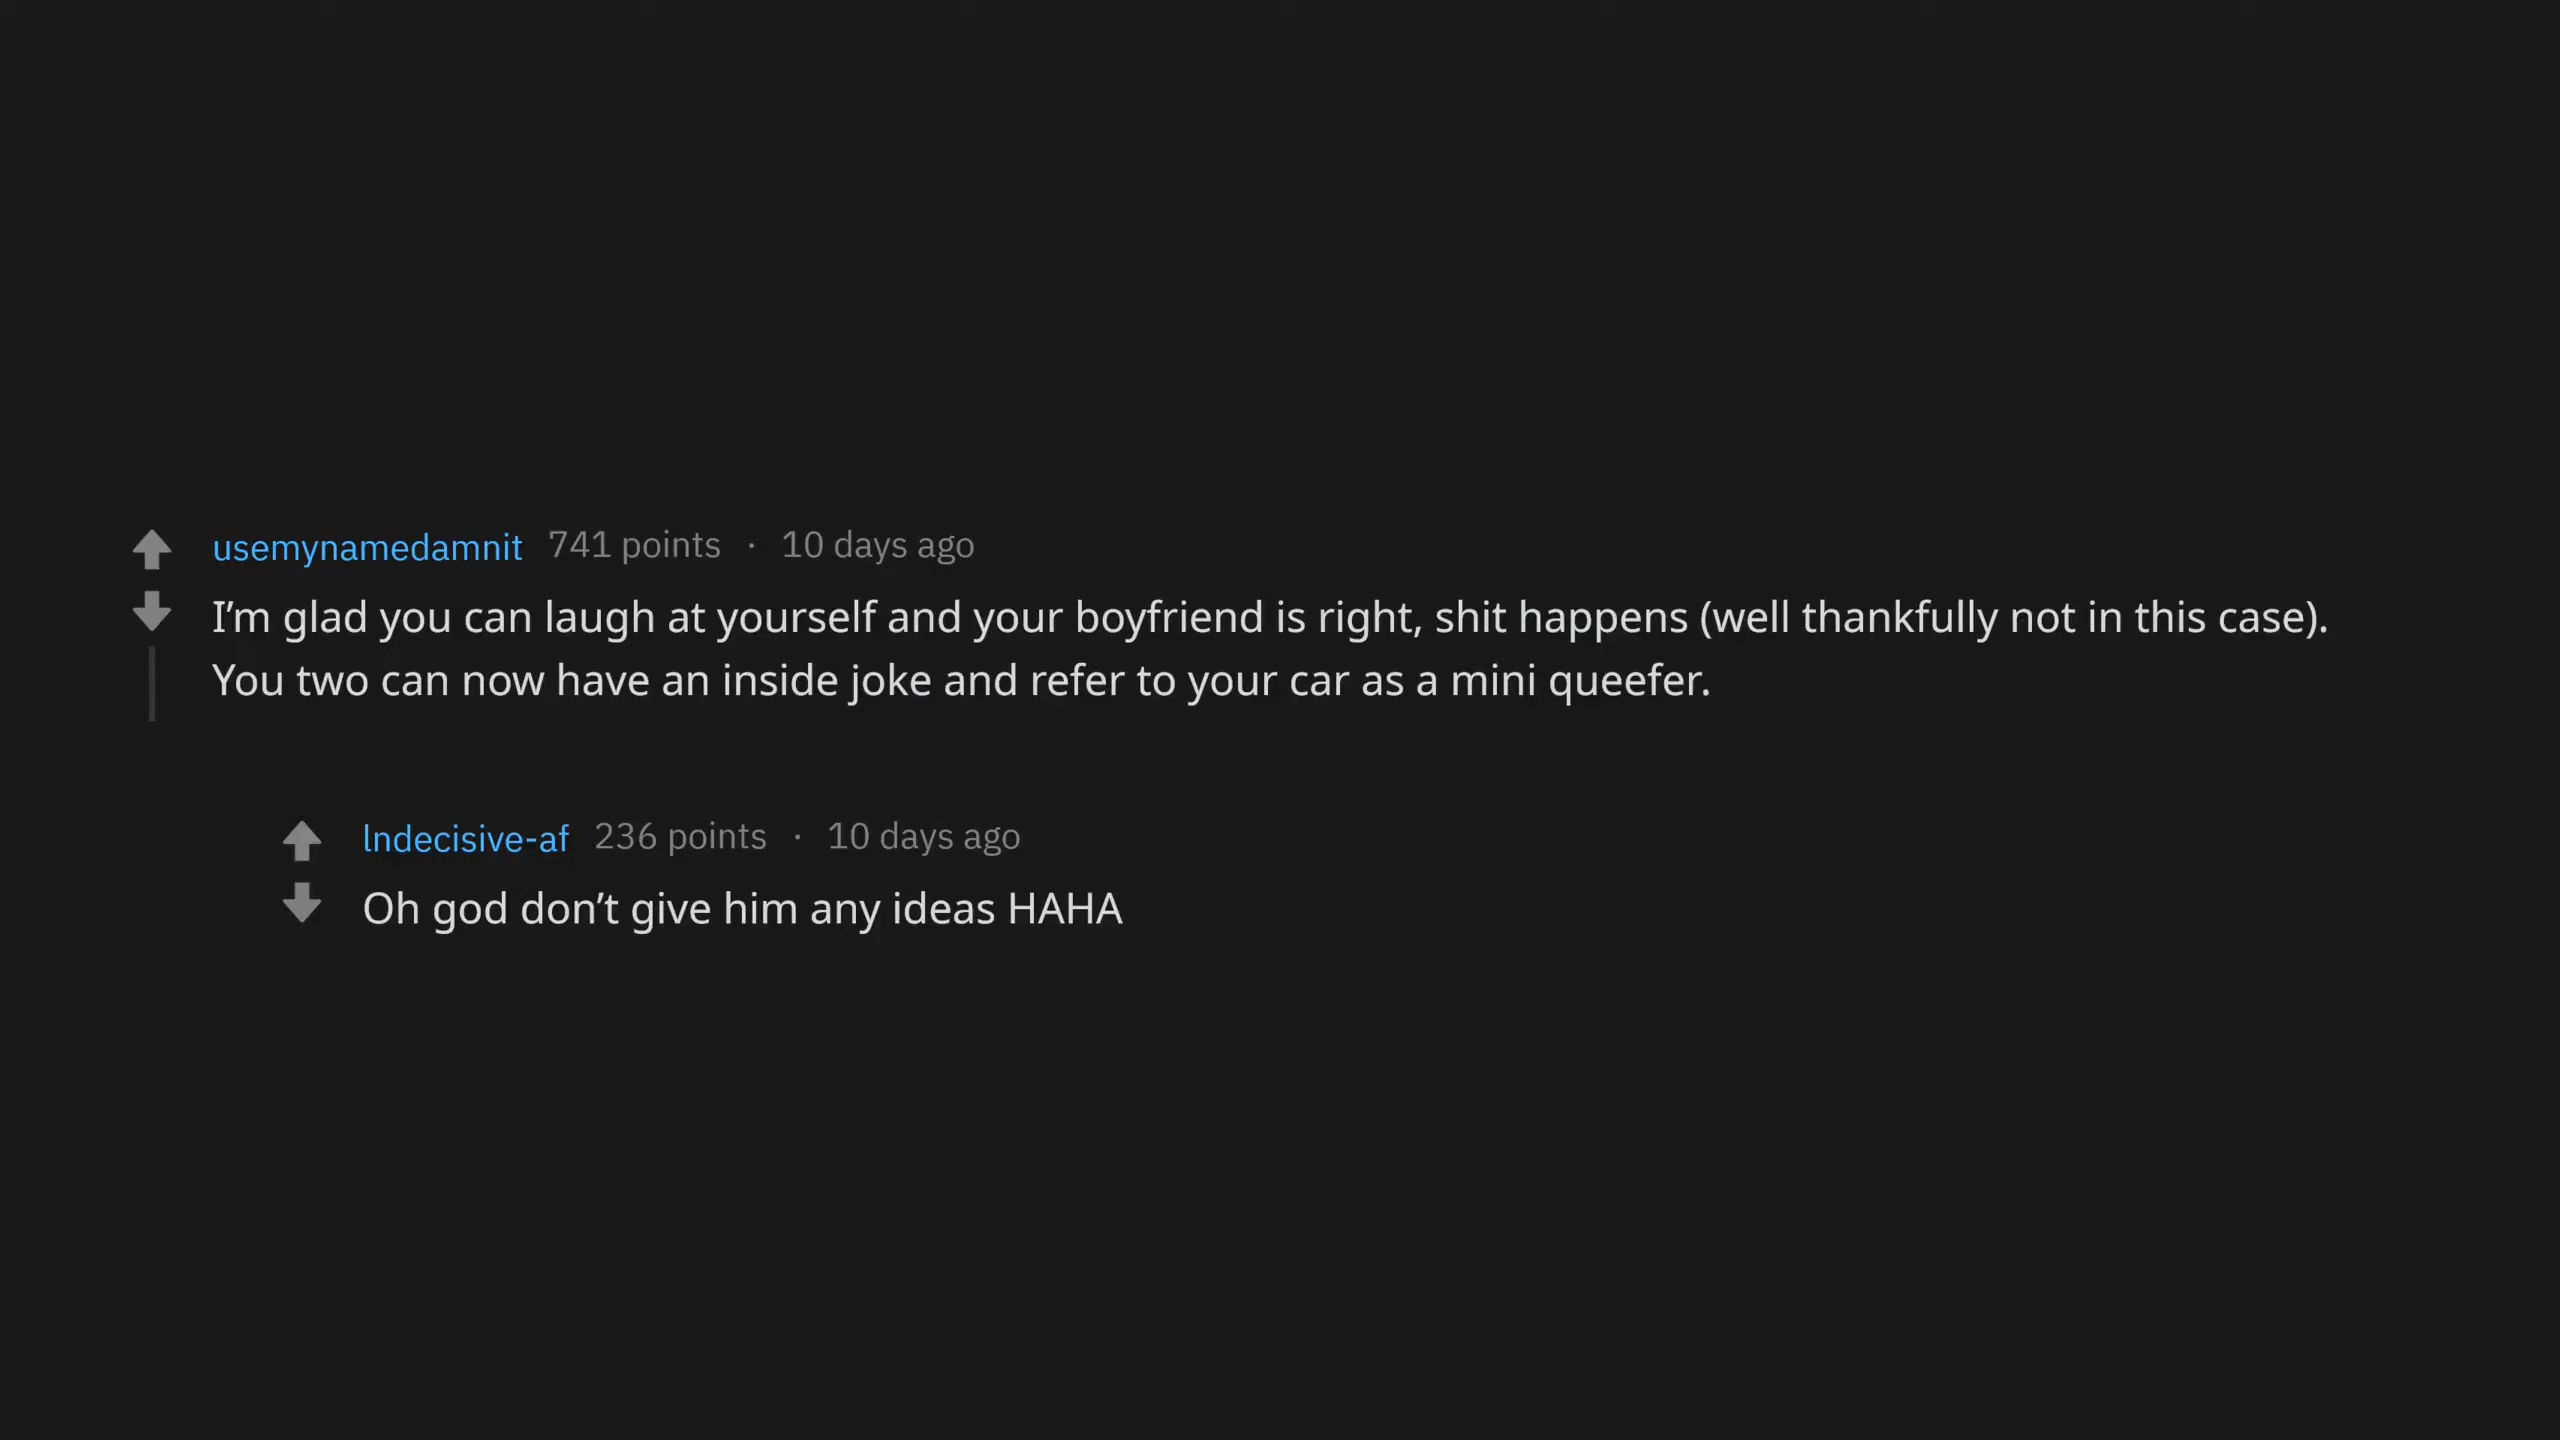 usemynamedamnit 741 points · 10 days ago
I’m glad you can laugh at yourself and your boyfriend is right, shit happens (well thankfully not in this case).
You two can now have an inside joke and refer to your car as a mini queefer.
lndecisive-af 236 points · 10 days ago
Oh god don’t give him any ideas HAHA